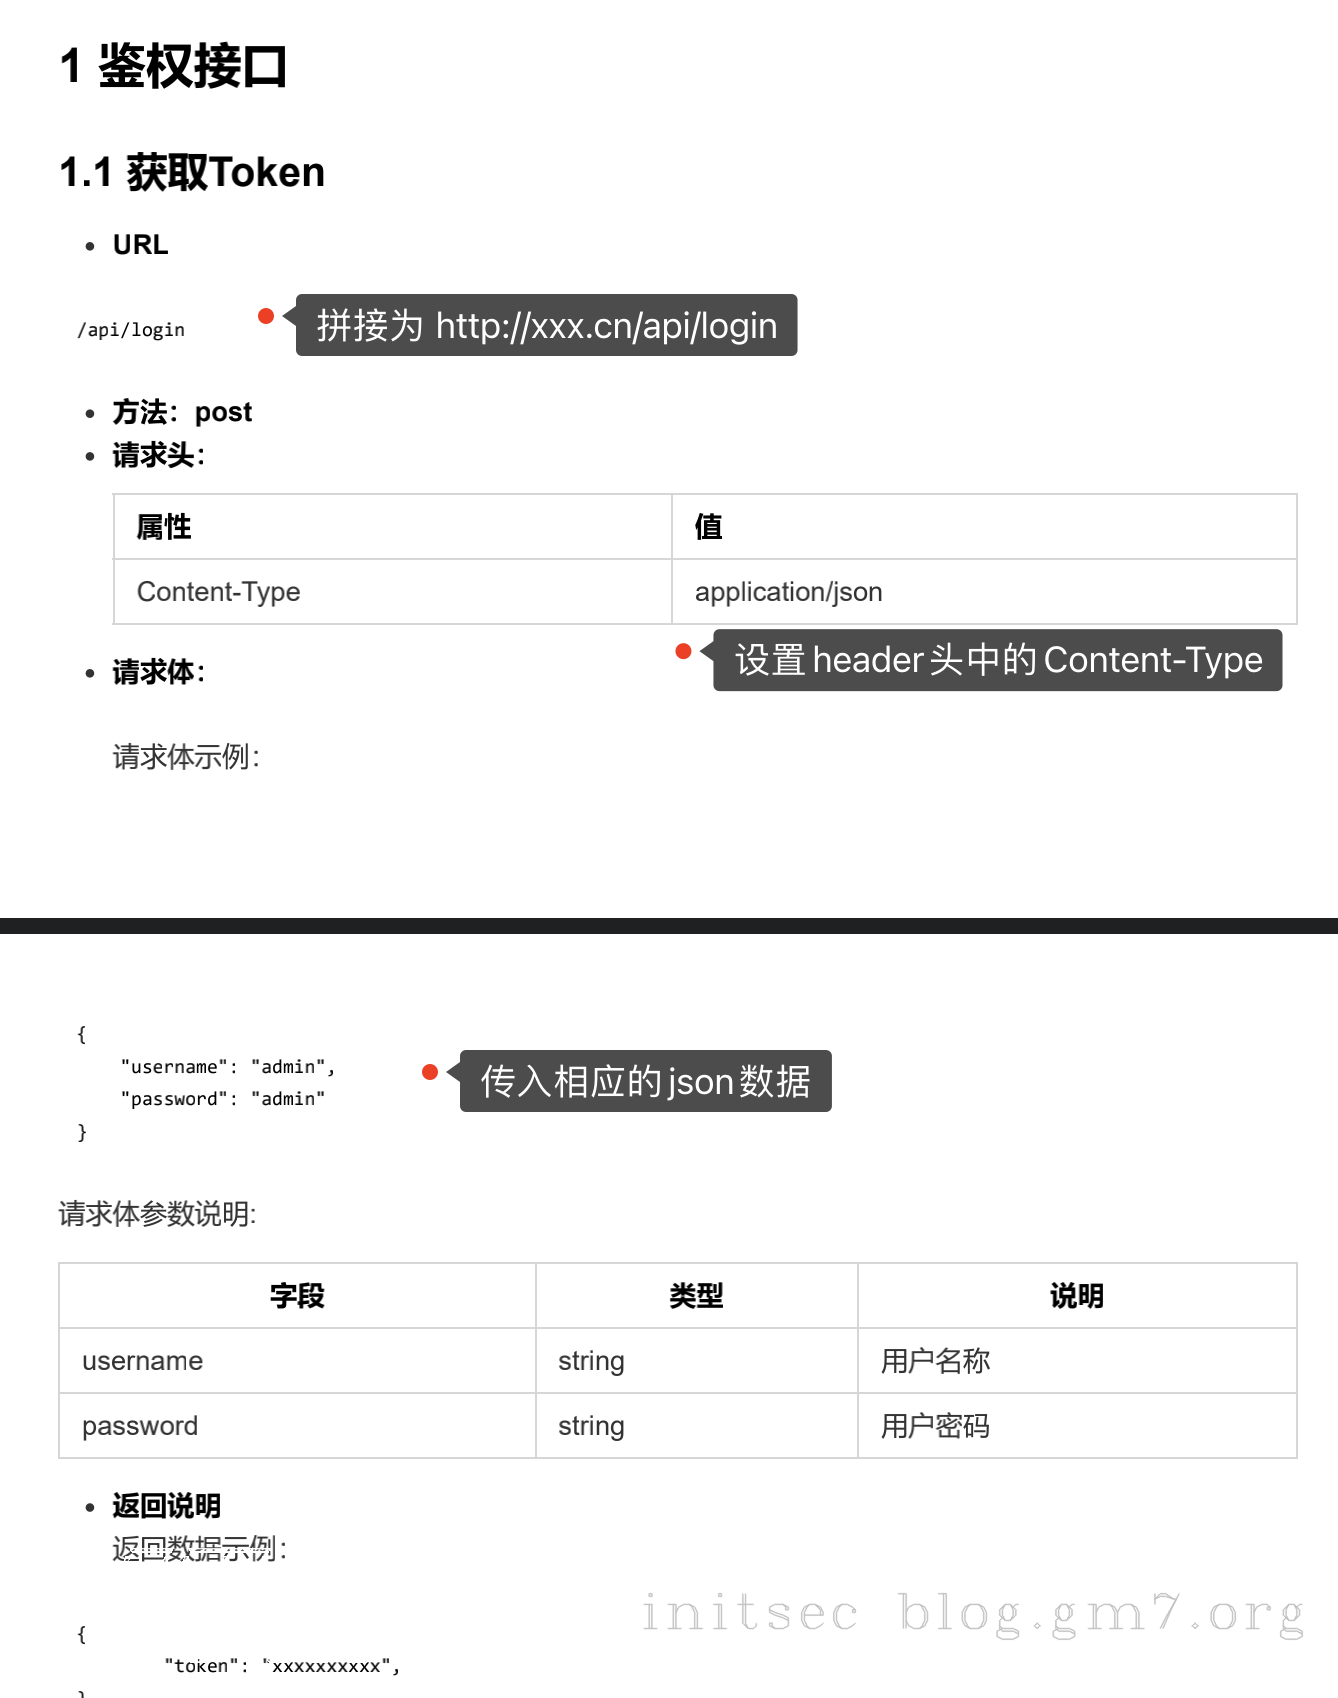 1 鉴权接口
1.1 获取Token
• URL
/api/login
拼接为 http://xxx.cn/api/login
• 方法：post
• 请求头：
属性 值
Content-Type application/json
设置header头中的Content-Type
• 请求体：
请求体示例：
{
"username": "admin",
"password": "admin"
}
传入相应的json数据
请求体参数说明:
字段 类型 说明
username string 用户名称
password string 用户密码
• 返回说明
返回数据示例：
initsec blog.gm7.org
{
"token": "xxxxxxxxxx",
}